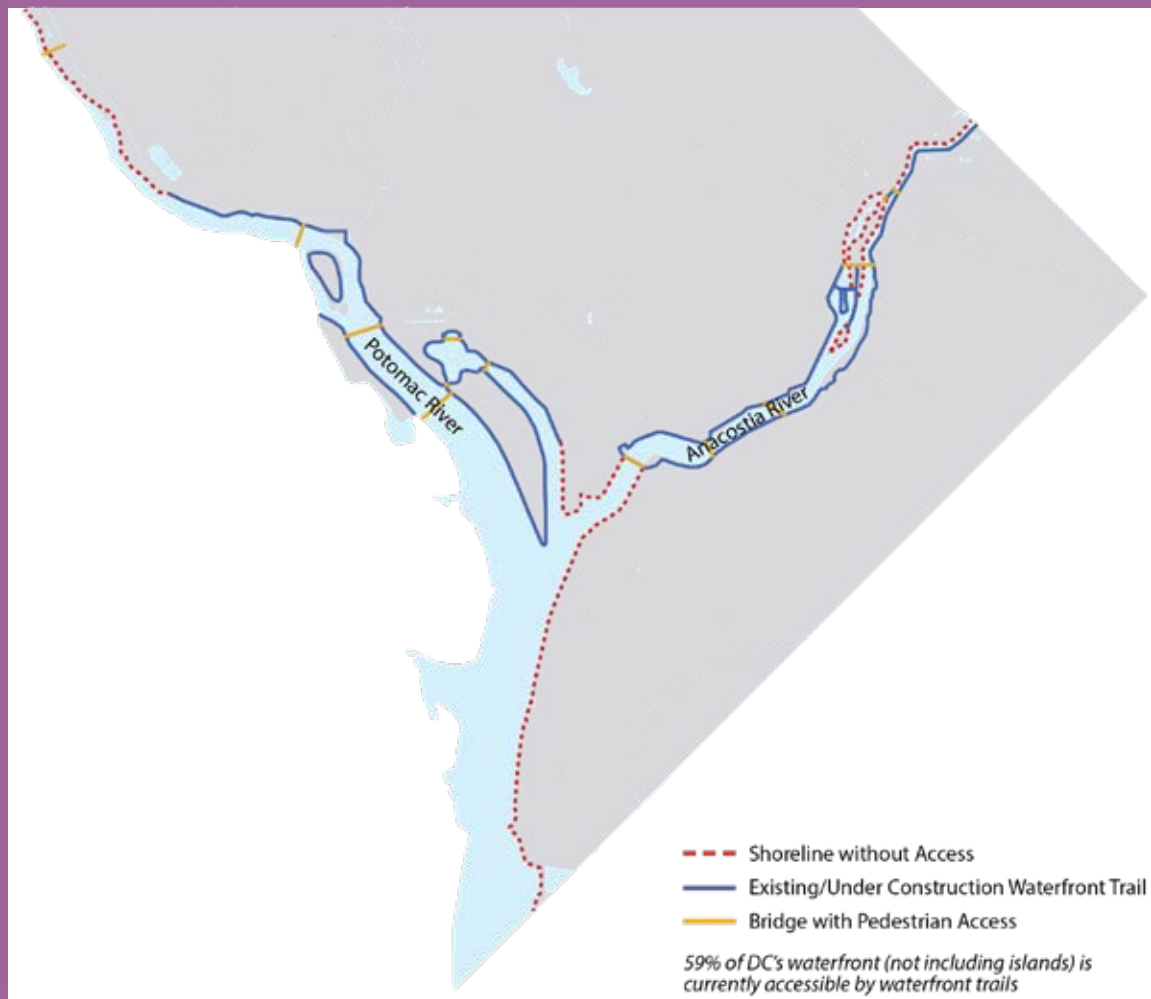 Potomac River
Anacostia River
Shoreline without Access
Existing/Under Construction Waterfront Trail
Bridge with Pedestrian Access
59% of DC's waterfront (not including islands) is
currently accessible by waterfront trails